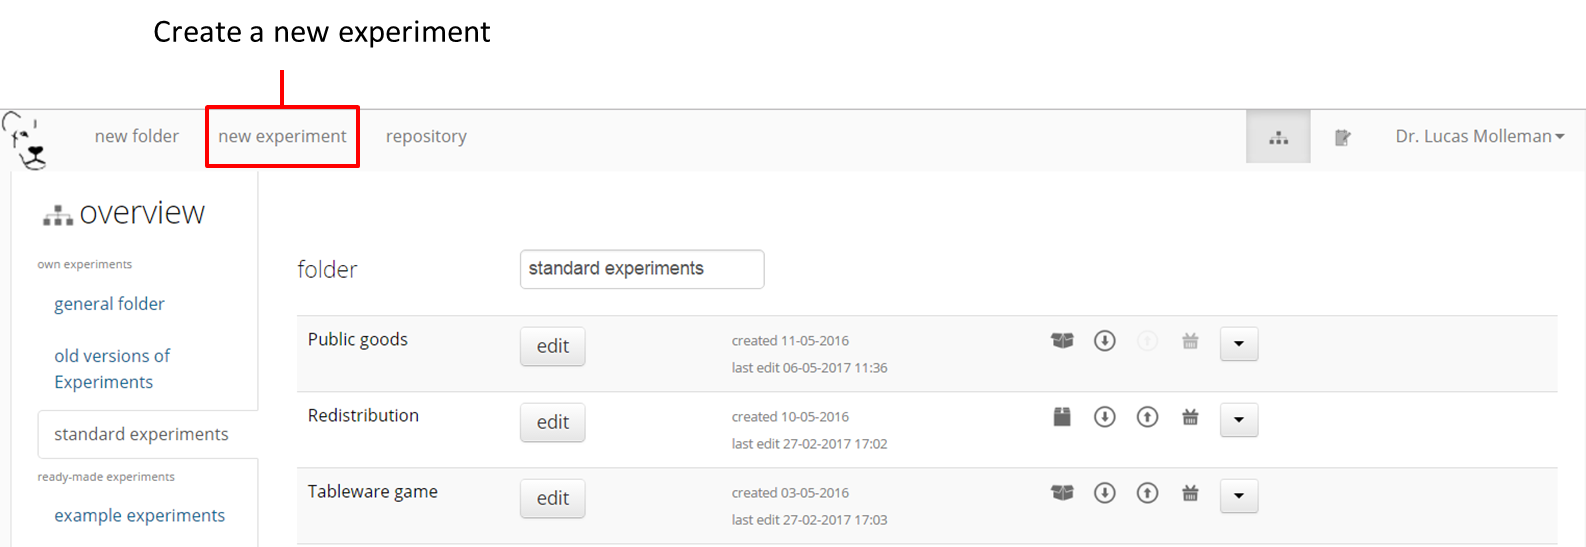 Create a new experiment
new folder new experiment repository Dr. Lucas Molleman
overview
own experiments
general folder
old versions of
Experiments
standard experiments
ready-made experiments
example experiments
folder standard experiments
Public goods edit created 11-05-2016
last edit 06-05-2017 11:36
Redistribution edit created 10-05-2016
last edit 27-02-2017 17:02
Tableware game edit created 03-05-2016
last edit 27-02-2017 17:03